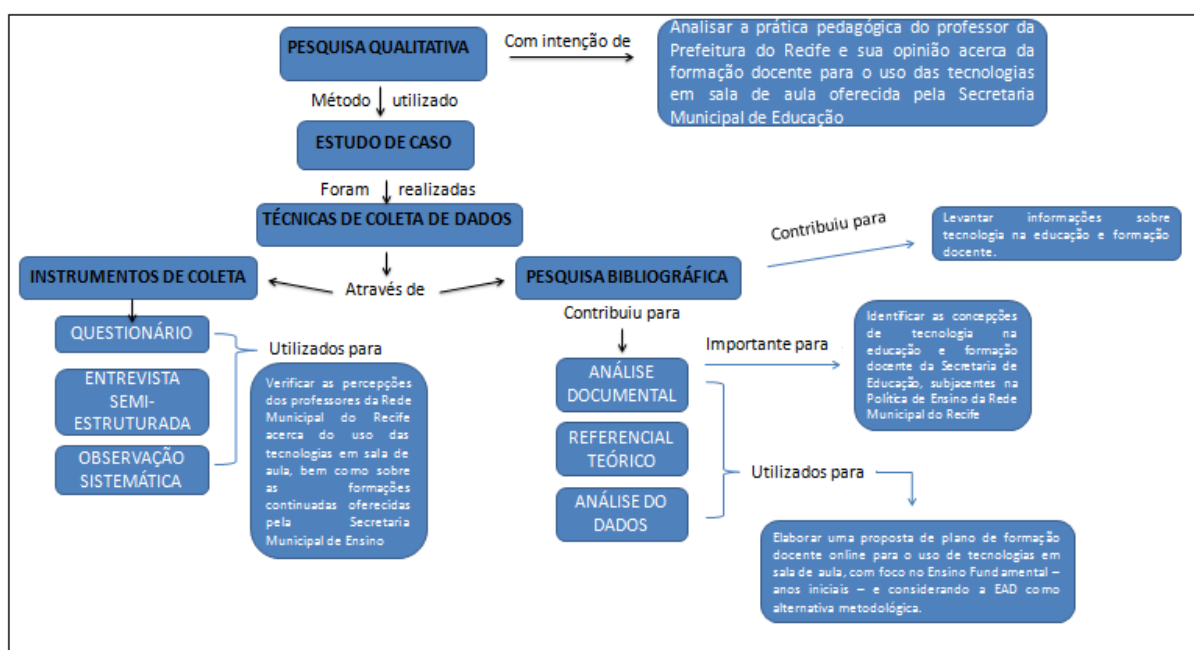 PESQUISA QUALITATIVA
Com intenção de
Analisar a prática pedagógica do professor da
Prefeitura do Recife e sua opinião acerca da
formação docente para o uso das tecnologias
em sala de aula oferecida pela Secretaria
Municipal de Educação
Método utilizado
ESTUDO DE CASO
Foram realizadas
TÉCNICAS DE COLETA DE DADOS
Contribuiu para
Levantar informações sobre
tecnologia na educação e formação
docente.
INSTRUMENTOS DE COLETA
Através de
PESQUISA BIBLIOGRÁFICA
QUESTIONÁRIO
ENTREVISTA
SEMI-
ESTRUTURADA
OBSERVAÇÃO
SISTEMÁTICA
Utilizados para
Verificar as percepções
dos professores da Rede
Municipal do Recife
acerca do uso das
tecnologias em sala de
aula, bem como sobre
as formações
continuadas oferecidas
pela Secretaria
Municipal de Ensino
Contribuiu para
ANÁLISE
DOCUMENTAL
Importante para
Identificar as concepções
de tecnologia na
educação e formação
docente da Secretaria de
Educação, subjacentes na
Política de Ensino da Rede
Municipal do Recife
REFERENCIAL
TEÓRICO
ANÁLISE DO
DADOS
Utilizados para
Elaborar uma proposta de plano de formação
docente online para o uso de tecnologias em
sala de aula, com foco no Ensino Fundamental –
anos iniciais – e considerando a EAD como
alternativa metodológica.